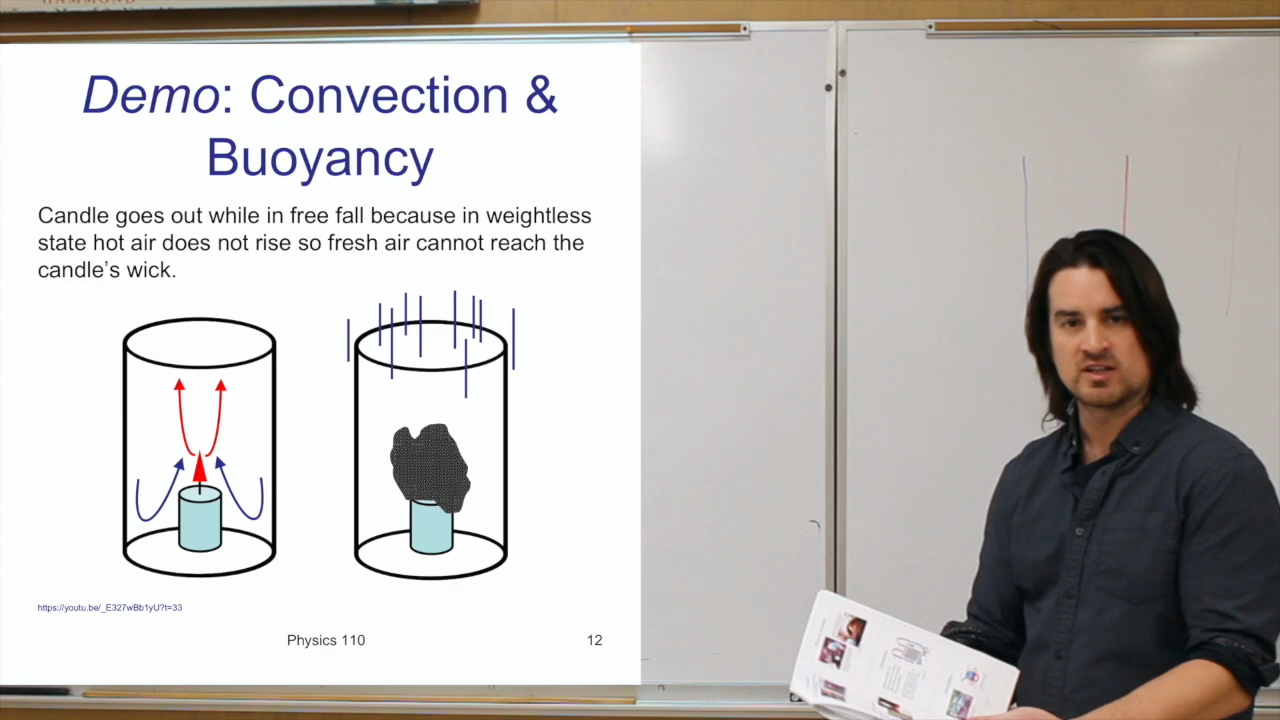 HAMMOND
Demo: Convection &
Buoyancy
Candle goes out while in free fall because in weightless
state hot air does not rise so fresh air cannot reach the
candle’s wick.
https://youtu.be/_E327wBb1yU?t=33
Physics 110
12